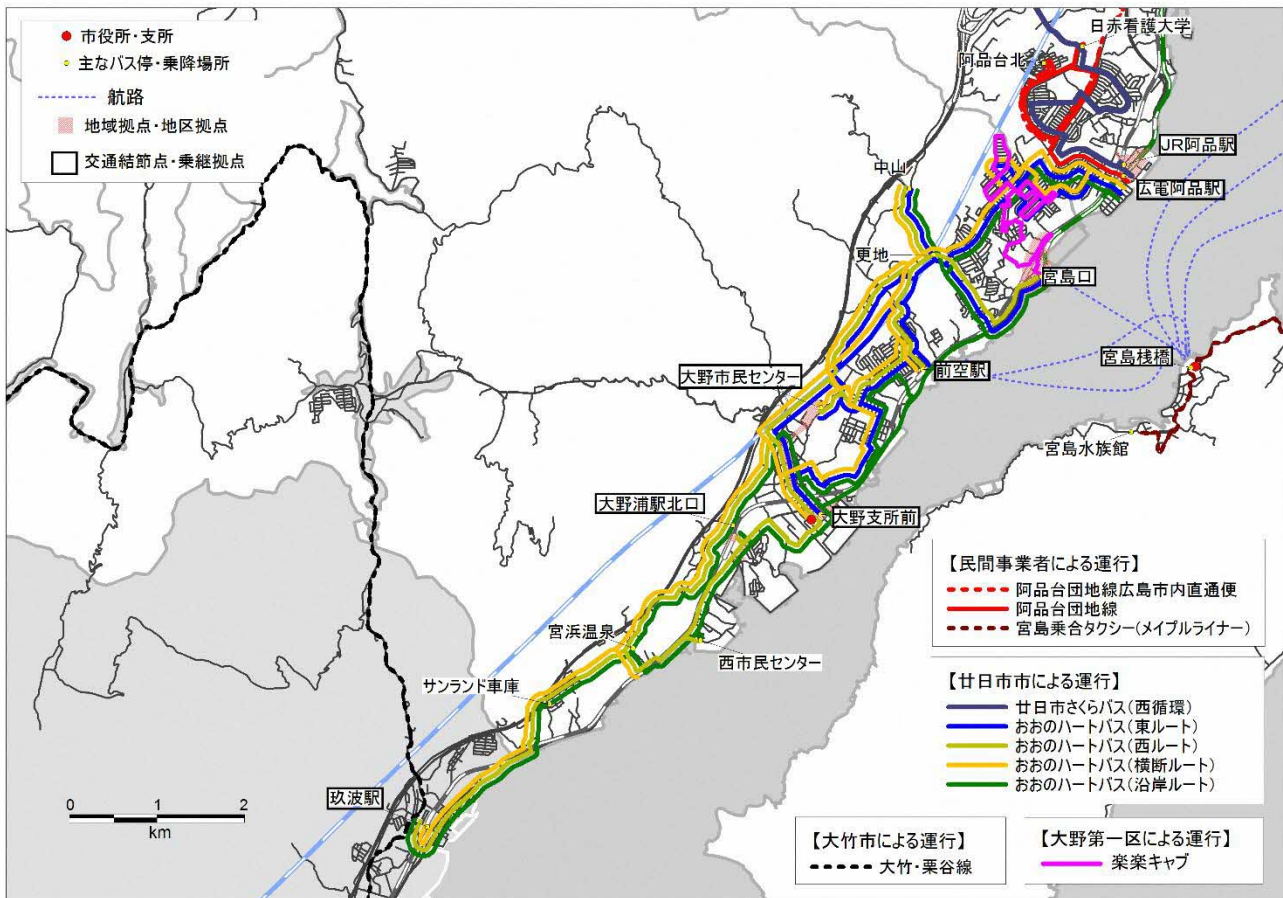 市役所・支所
主なバス停・乗降場所
航路
地域拠点・地区拠点
交通結節点・乗継拠点
日赤看護大学
阿品台北
JR阿品駅
広電阿品駅
中山
更地
宮島口
宮島桟橋
前空駅
大野市民センター
宮島水族館
大野浦駅北口
大野支所前
宮浜温泉
西市民センター
サンランド車庫
玖波駅
0 1 2
km
【民間事業者による運行】
阿品台団地線広島市内直通便
阿品台団地線
宮島乗合タクシー(メイプルライナー)
【廿日市市による運行】
廿日市さくらバス(西循環)
おおのハートバス(東ルート)
おおのハートバス(西ルート)
おおのハートバス(横断ルート)
おおのハートバス(沿岸ルート)
【大竹市による運行】
大竹・栗谷線
【大野第一区による運行】
楽楽キャブ